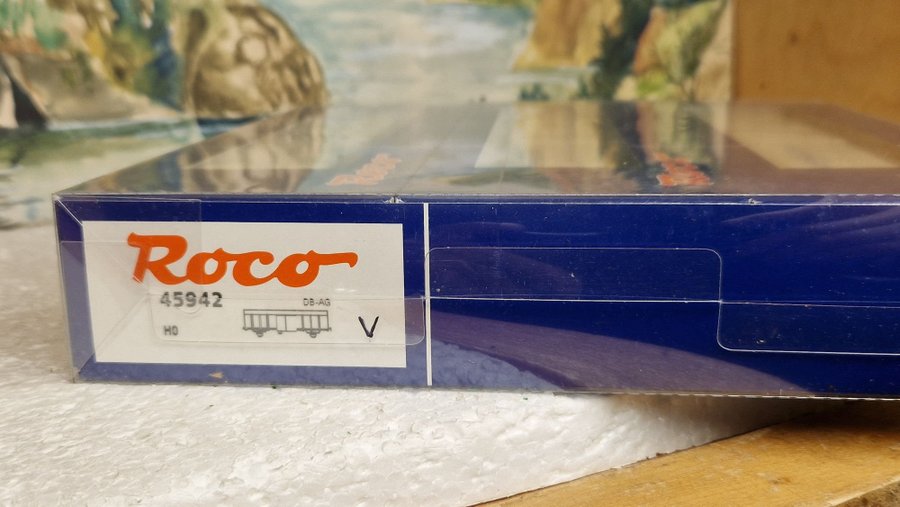 Roco
45942
DB-AG
H0
V